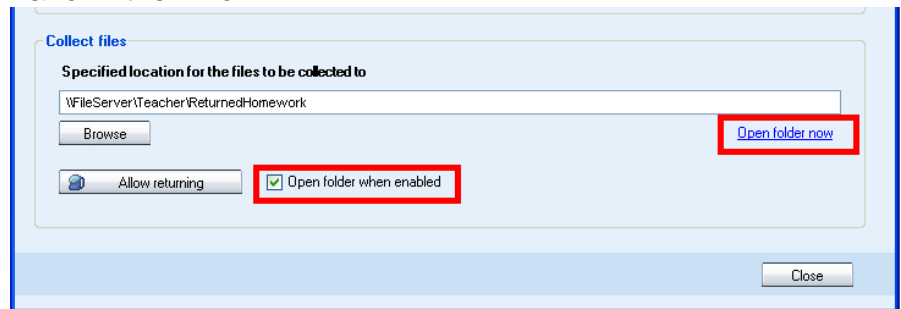 Collect files
Specified location for the files to be collected to
\\FileServer\Teacher\ReturnedHomework
Browse
Open folder now
Allow returning
Open folder when enabled
Close